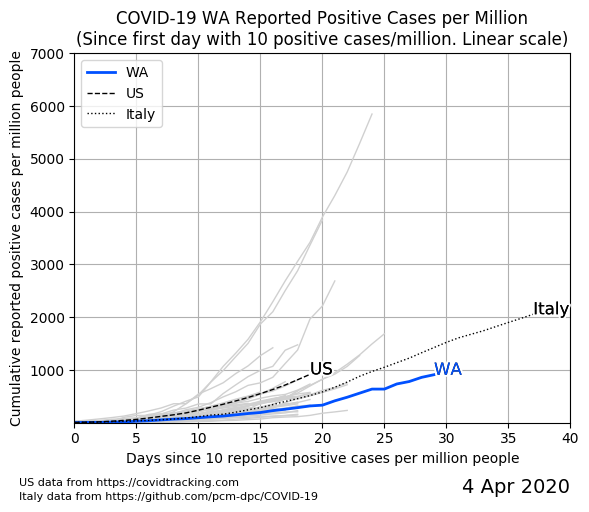 COVID-19 WA Reported Positive Cases per Million
(Since first day with 10 positive cases/million. Linear scale)
Cumulative reported positive cases per million people
7000
6000
5000
4000
3000
2000
1000
WA
US
Italy
US
WA
Italy
0 5 10 15 20 25 30 35 40
Days since 10 reported positive cases per million people
US data from https://covidtracking.com
Italy data from https://github.com/pcm-dpc/COVID-19
4 Apr 2020